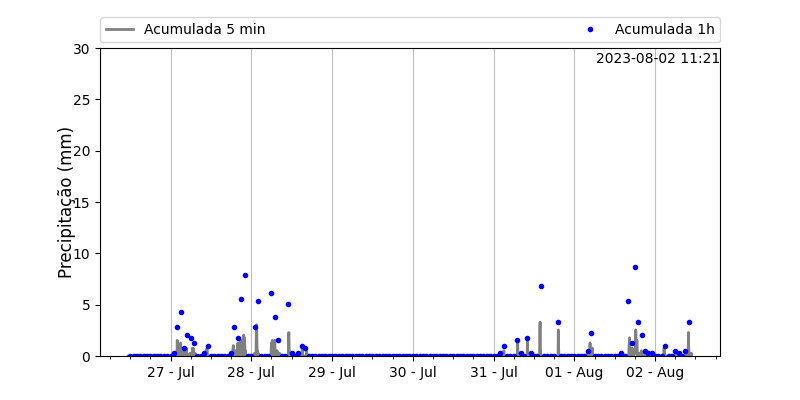 Acumulada 5 min
Acumulada 1h
2023-08-02 11:21
Precipitação (mm)
30
25
20
15
10
5
0
27 - Jul 28 - Jul 29 - Jul 30 - Jul 31 - Jul 01 - Aug 02 - Aug